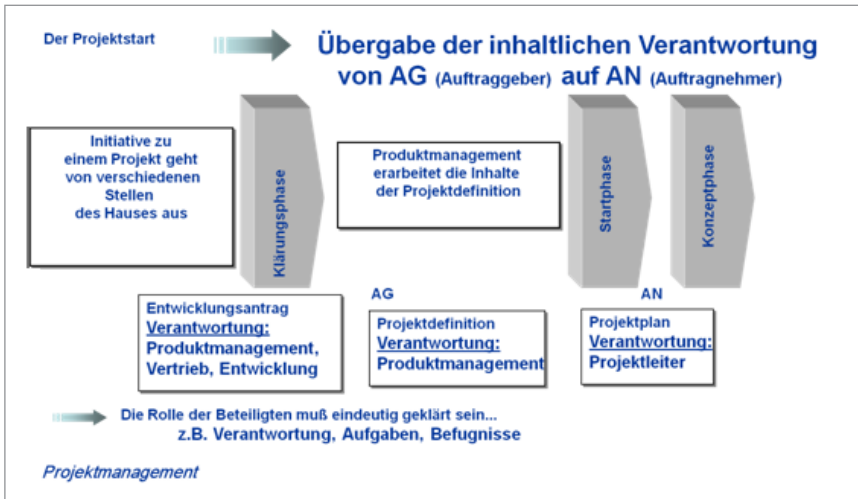 Der Projektstart
Übergabe der inhaltlichen Verantwortung
von AG (Auftraggeber) auf AN (Auftragnehmer)
Initiative zu
einem Projekt geht
von verschiedenen
Stellen
des Hauses aus
Klärungsphase
Produktmanagement
erarbeitet die Inhalte
der Projektdefinition
Startphase
Konzeptphase
Entwicklungsantrag
Verantwortung:
Produktmanagement,
Vertrieb, Entwicklung
AG
Projektdefinition
Verantwortung:
Produktmanagement
AN
Projektplan
Verantwortung:
Projektleiter
Die Rolle der Beteiligten muß eindeutig geklärt sein...
z.B. Verantwortung, Aufgaben, Befugnisse
Projektmanagement